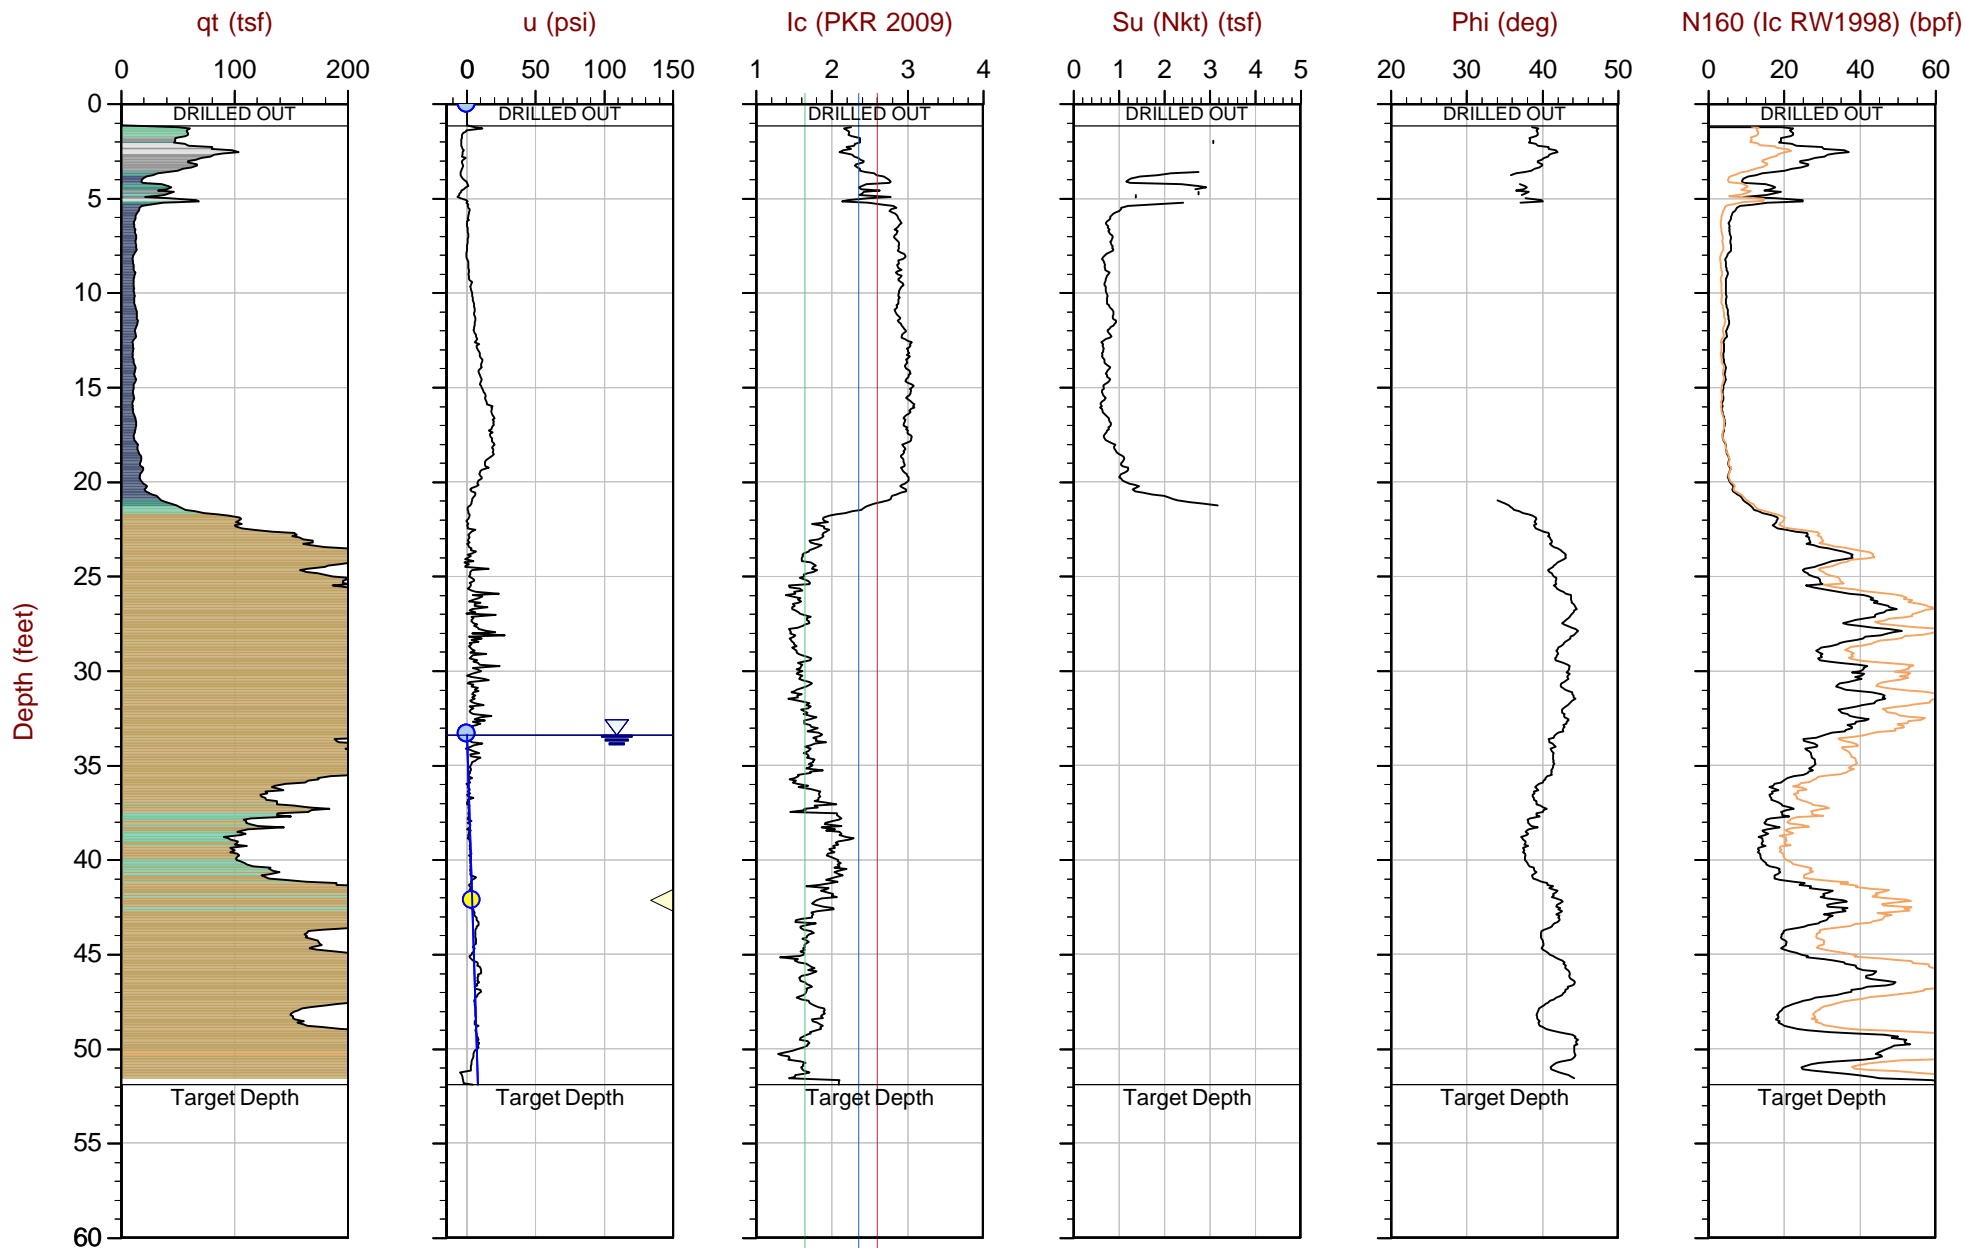 qt (tsf) u (psi) Ic (PKR 2009) Su (Nkt) (tsf) Phi (deg) N160 (Ic RW1998) (bpf)
0 100 200 0 50 100 150 1 2 3 4 0 1 2 3 4 5 20 30 40 50 0 20 40 60
0
DRILLED OUT DRILLED OUT DRILLED OUT DRILLED OUT DRILLED OUT DRILLED OUT
5
10
15
20
25
30
Depth (feet)
35
40
45
50
Target Depth Target Depth Target Depth Target Depth Target Depth Target Depth
55
60